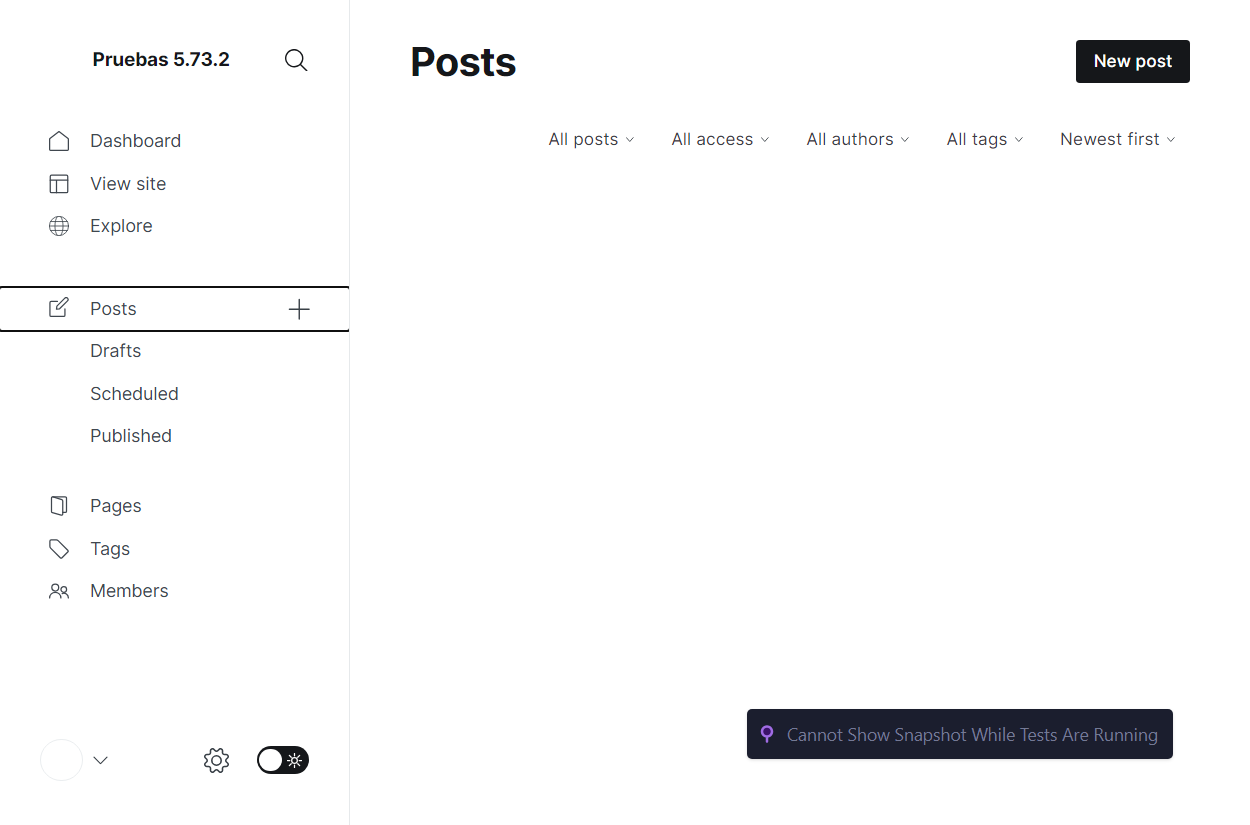 Pruebas 5.73.2
Dashboard
View site
Explore
Posts
Drafts
Scheduled
Published
Pages
Tags
Members
Posts
New post
All posts
All access
All authors
All tags
Newest first
Cannot Show Snapshot While Tests Are Running